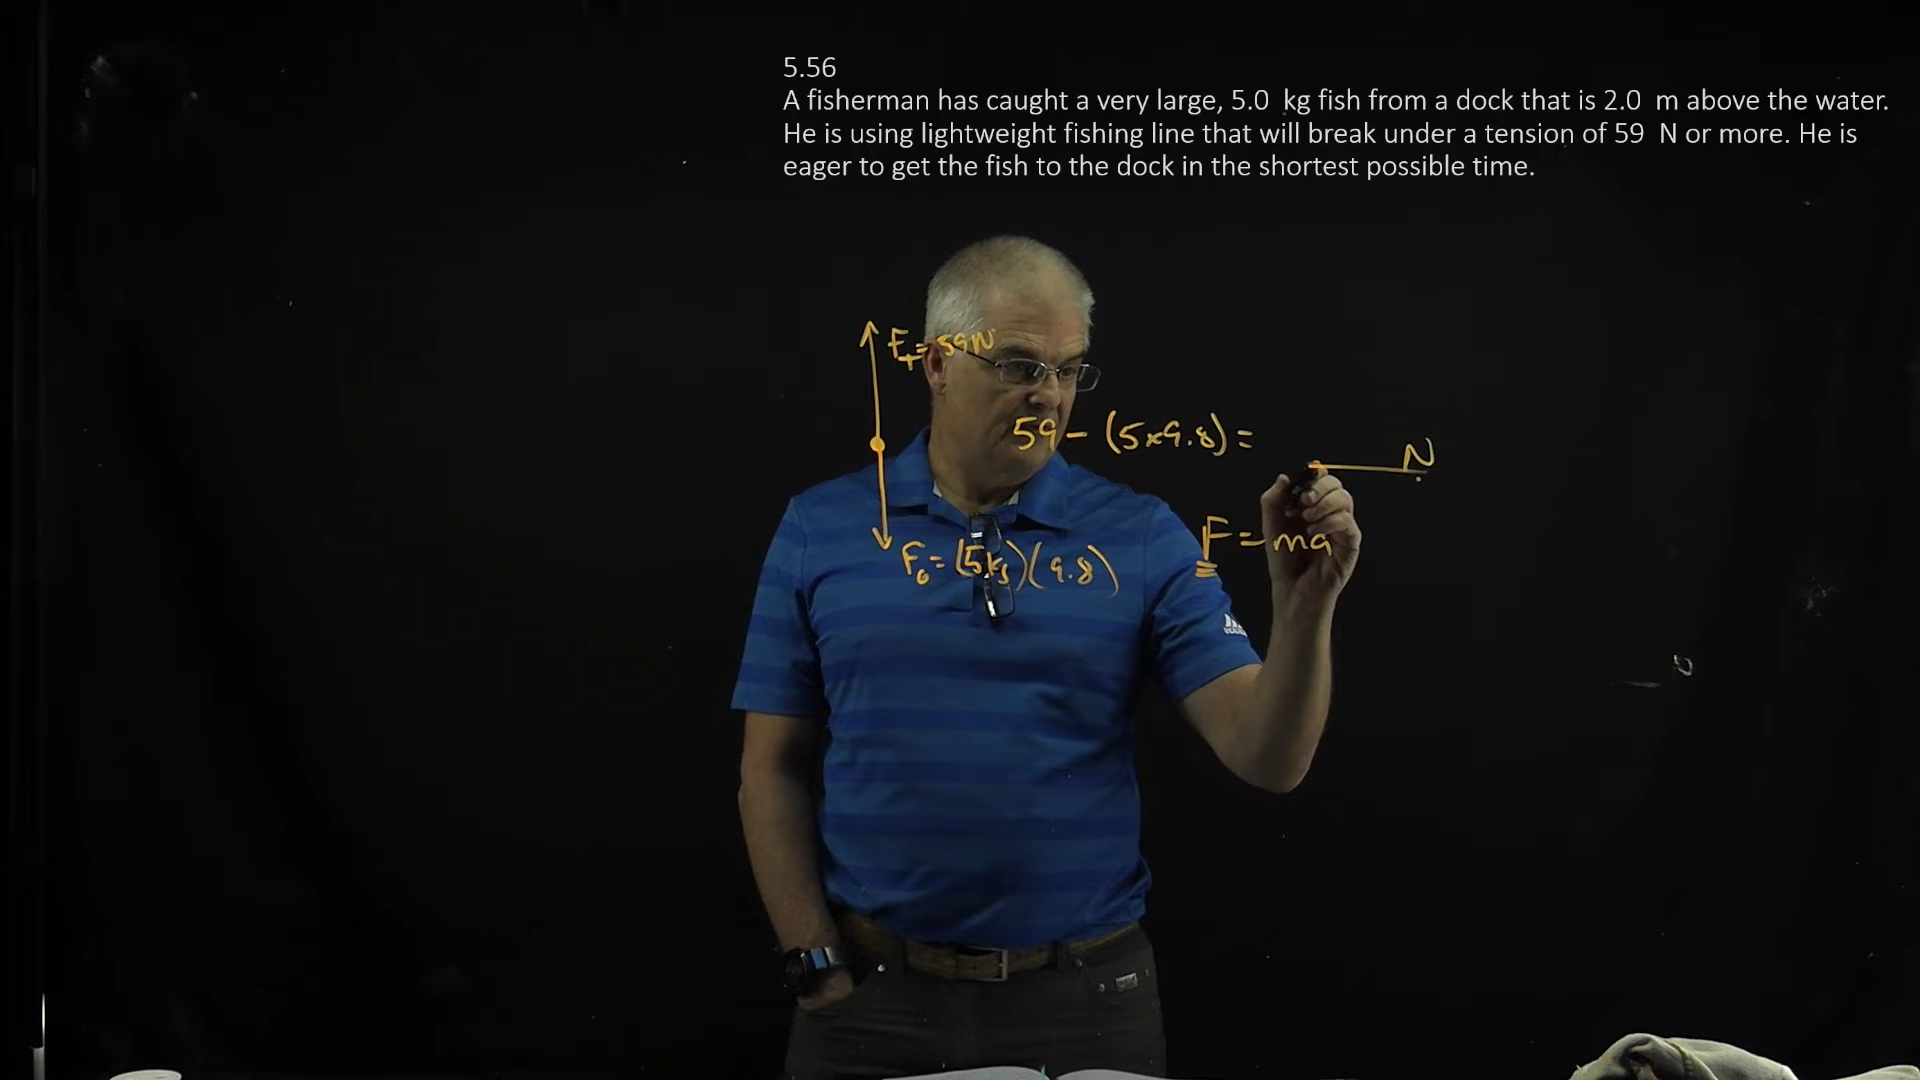 5.56
A fisherman has caught a very large, 5.0 kg fish from a dock that is 2.0 m above the water.
He is using lightweight fishing line that will break under a tension of 59 N or more. He is
eager to get the fish to the dock in the shortest possible time.
F_T = 59N
59 - (5x9.8) =
N
F = ma
F_G = (5kg)(9.8)